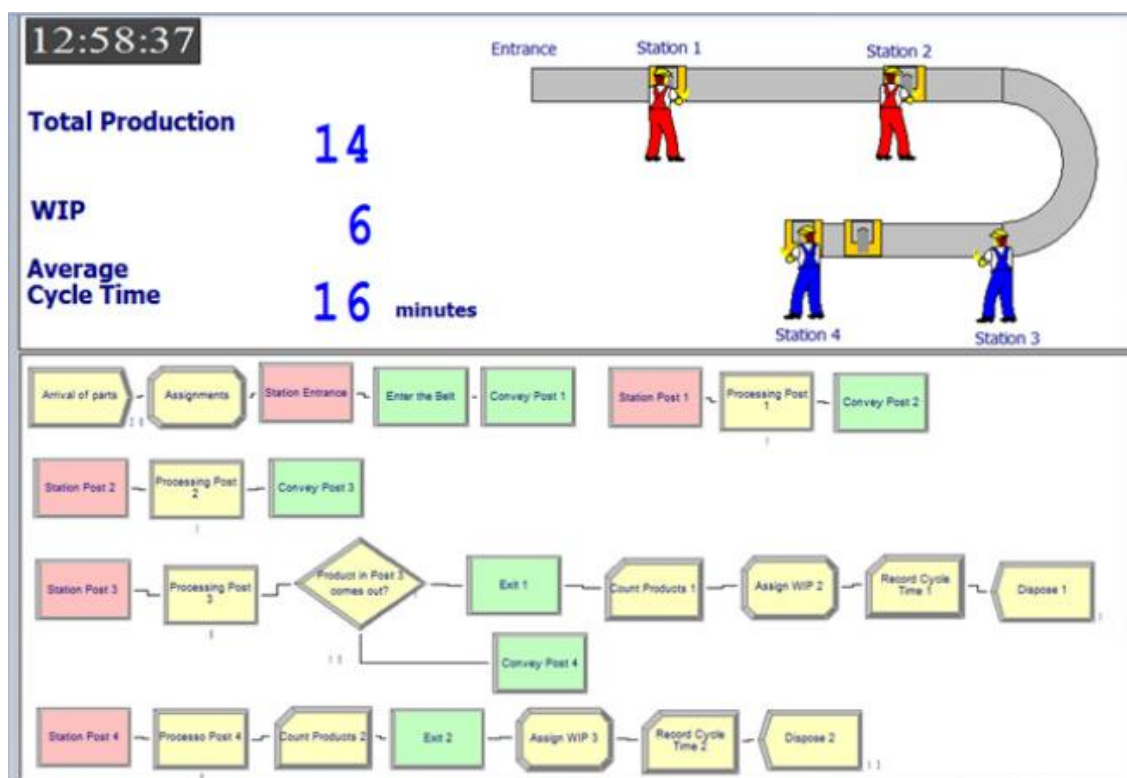 12:58:37
Entrance
Station 1
Station 2
Total Production
14
WIP
6
Average
Cycle Time
16 minutes
Station 4
Station 3
Arrival of parts
Assignments
Station Entrance
Enter the Belt
Convey Post 1
Station Post 1
Processing Post
1
Convey Post 2
Station Post 2
Processing Post
2
Convey Post 3
Station Post 3
Processing Post
3
Product in Post 3
comes out?
Exit 1
Count Products 1
Assign WIP 2
Record Cycle
Time 1
Dispose 1
Convey Post 4
Station Post 4
Processo Post 4
Count Products 2
Exit 2
Assign WIP 3
Record Cycle
Time 2
Dispose 2